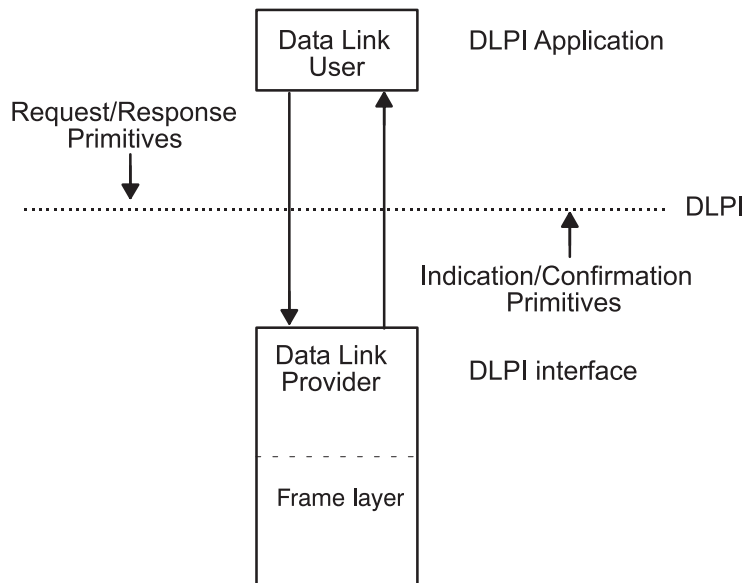 Data Link
User
DLPI Application
Request/Response
Primitives
DLPI
Indication/Confirmation
Primitives
Data Link
Provider
DLPI interface
Frame layer